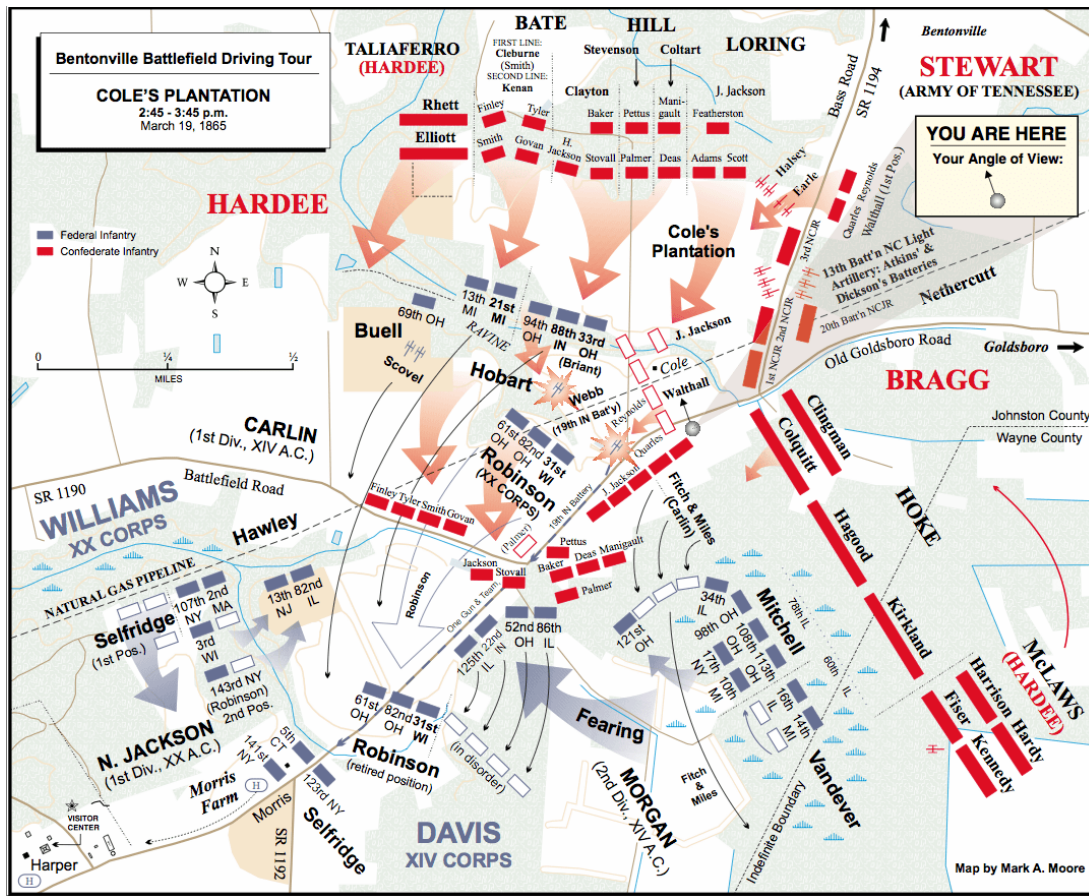 Bentonville Battlefield Driving Tour
COLE'S PLANTATION
2:45 - 3:45 p.m.
March 19, 1865
TALIAFERRO
(HARDEE)
BATE
FIRST LINE:
Cleburne
(Smith)
SECOND LINE:
Kenan
HILL
Stevenson
Coltart
LORING
Bentonville
STEWART
(ARMY OF TENNESSEE)
Bass Road
SR 1194
YOU ARE HERE
Your Angle of View:
Rhett
Finley
Tyler
Clayton
Baker
Pettus
Mani-
gault
J. Jackson
Featherston
Elliott
Smith
Govan
H.
Jackson
Stovall
Palmer
Deas
Adams
Scott
Halsey
Earle
Quarles
Reynolds
Walthall (1st Pos.)
HARDEE
Federal Infantry
Confederate Infantry
N
W
E
S
0
¼
½
MILES
Cole's
Plantation
3rd NCJR
13th Batt'n NC Light
Artillery: Atkins' &
Dickson's Batteries
Nethercutt
20th Batt'n NCJR
2nd NCJR
1st NCJR
Old Goldsboro Road
Goldsboro
69th OH
13th
MI
21st
MI
RAVINE
94th
OH
88th
IN
33rd
OH
(Briant)
J. Jackson
Cole
Walthall
Reynolds
Quarles
Buell
Scovel
Hobart
Webb
(19th IN Bat'y)
BRAGG
Johnston County
Wayne County
CARLIN
(1st Div., XIV A.C.)
61st
OH
82nd
OH
31st
WI
Robinson
(XX CORPS)
19th IN Battery
J. Jackson
Fitch & Miles
(Carlin)
Clingman
Colquitt
Hagood
HOKE
Kirkland
SR 1190
Battlefield Road
WILLIAMS
XX CORPS
Hawley
NATURAL GAS PIPELINE
Finley
Tyler
Smith
Govan
(Palmer)
Pettus
Baker
Deas
Manigault
Jackson
Stovall
Palmer
Robinson
One Gun & Team
Selfridge
(1st Pos.)
107th
NY
2nd
MA
13th
NJ
82nd
IL
3rd
WI
143rd NY
(Robinson)
2nd Pos.
125th
IL
22nd
IN
52nd
OH
86th
IL
121st
OH
34th
IL
98th
OH
108th
OH
113th
OH
17th
NY
10th
MI
Mitchell
78th IL
60th IL
16th
IL
14th
MI
Vandever
Harrison
Hardy
Fiser
Kennedy
McLAWS
(HARDEE)
N. JACKSON
(1st Div., XX A.C.)
141st
NY
5th
CT
123rd NY
Selfridge
61st
OH
82nd
OH
31st
WI
Robinson
(retired position)
(in disorder)
Fearing
MORGAN
(2nd Div., XIV A.C.)
Fitch
&
Miles
Indefinite Boundary
Morris
Farm
H
Morris
SR 1192
VISITOR
CENTER
Harper
H
DAVIS
XIV CORPS
Map by Mark A. Moore